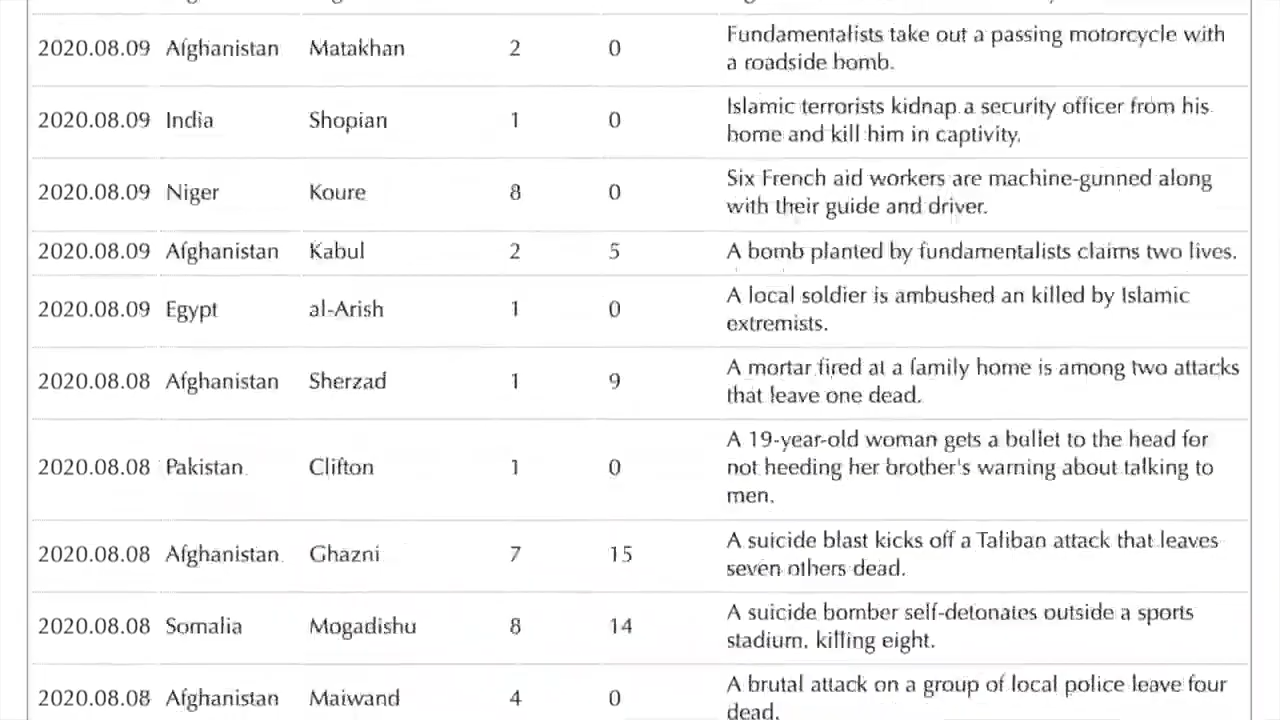 2020.08.09 Afghanistan Matakhan 2 0 Fundamentalists take out a passing motorcycle with
a roadside bomb.
2020.08.09 India Shopian 1 0 Islamic terrorists kidnap a security officer from his
home and kill him in captivity.
2020.08.09 Niger Koure 8 0 Six French aid workers are machine-gunned along
with their guide and driver.
2020.08.09 Afghanistan Kabul 2 5 A bomb planted by fundamentalists claims two lives.
2020.08.09 Egypt al-Arish 1 0 A local soldier is ambushed an killed by Islamic
extremists.
2020.08.08 Afghanistan Sherzad 1 9 A mortar fired at a family home is among two attacks
that leave one dead.
2020.08.08 Pakistan Clifton 1 0 A 19-year-old woman gets a bullet to the head for
not heeding her brother's warning about talking to
men.
2020.08.08 Afghanistan Ghazni 7 15 A suicide blast kicks off a Taliban attack that leaves
seven others dead.
2020.08.08 Somalia Mogadishu 8 14 A suicide bomber self-detonates outside a sports
stadium, killing eight.
2020.08.08 Afghanistan Maiwand 4 0 A brutal attack on a group of local police leave four
dead.